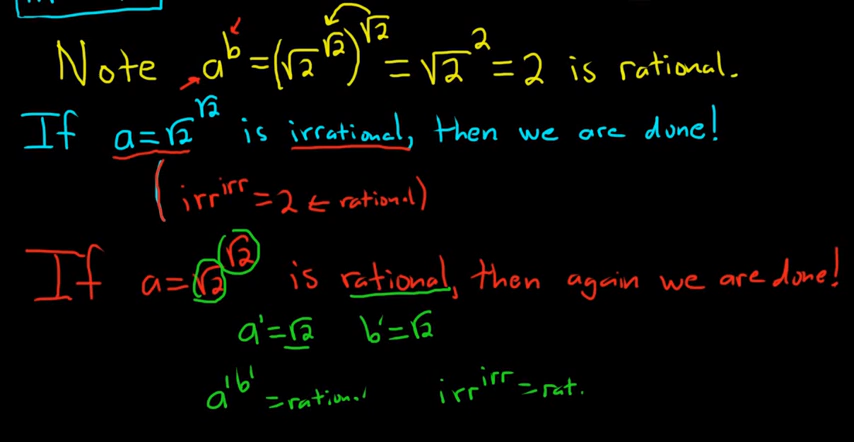 Note a^b = (√2^√2)^√2 = √2^2 = 2 is rational.
If a = √2^√2 is irrational, then we are done!
(irr^irr = 2 ← rational)
If a = √2^√2 is rational, then again we are done!
a' = √2 b' = √2
a'^b' = rational irr^irr = rat.